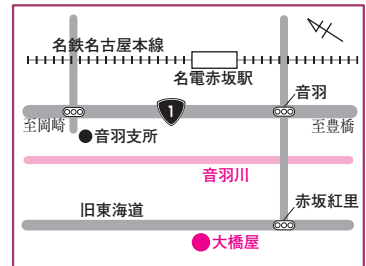 名鉄名古屋本線
名電赤坂駅
音羽
1
至岡崎
至豊橋
音羽支所
音羽川
赤坂紅里
旧東海道
大橋屋